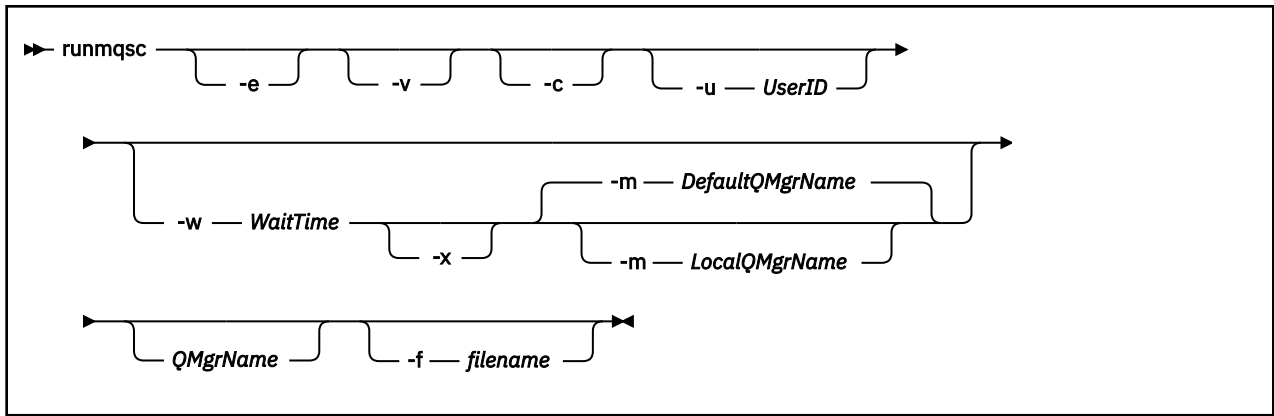 runmqsc
-e -v -c -u UserID
-m DefaultQMgrName
-w WaitTime
-x -m LocalQMgrName
QMgrName -f filename